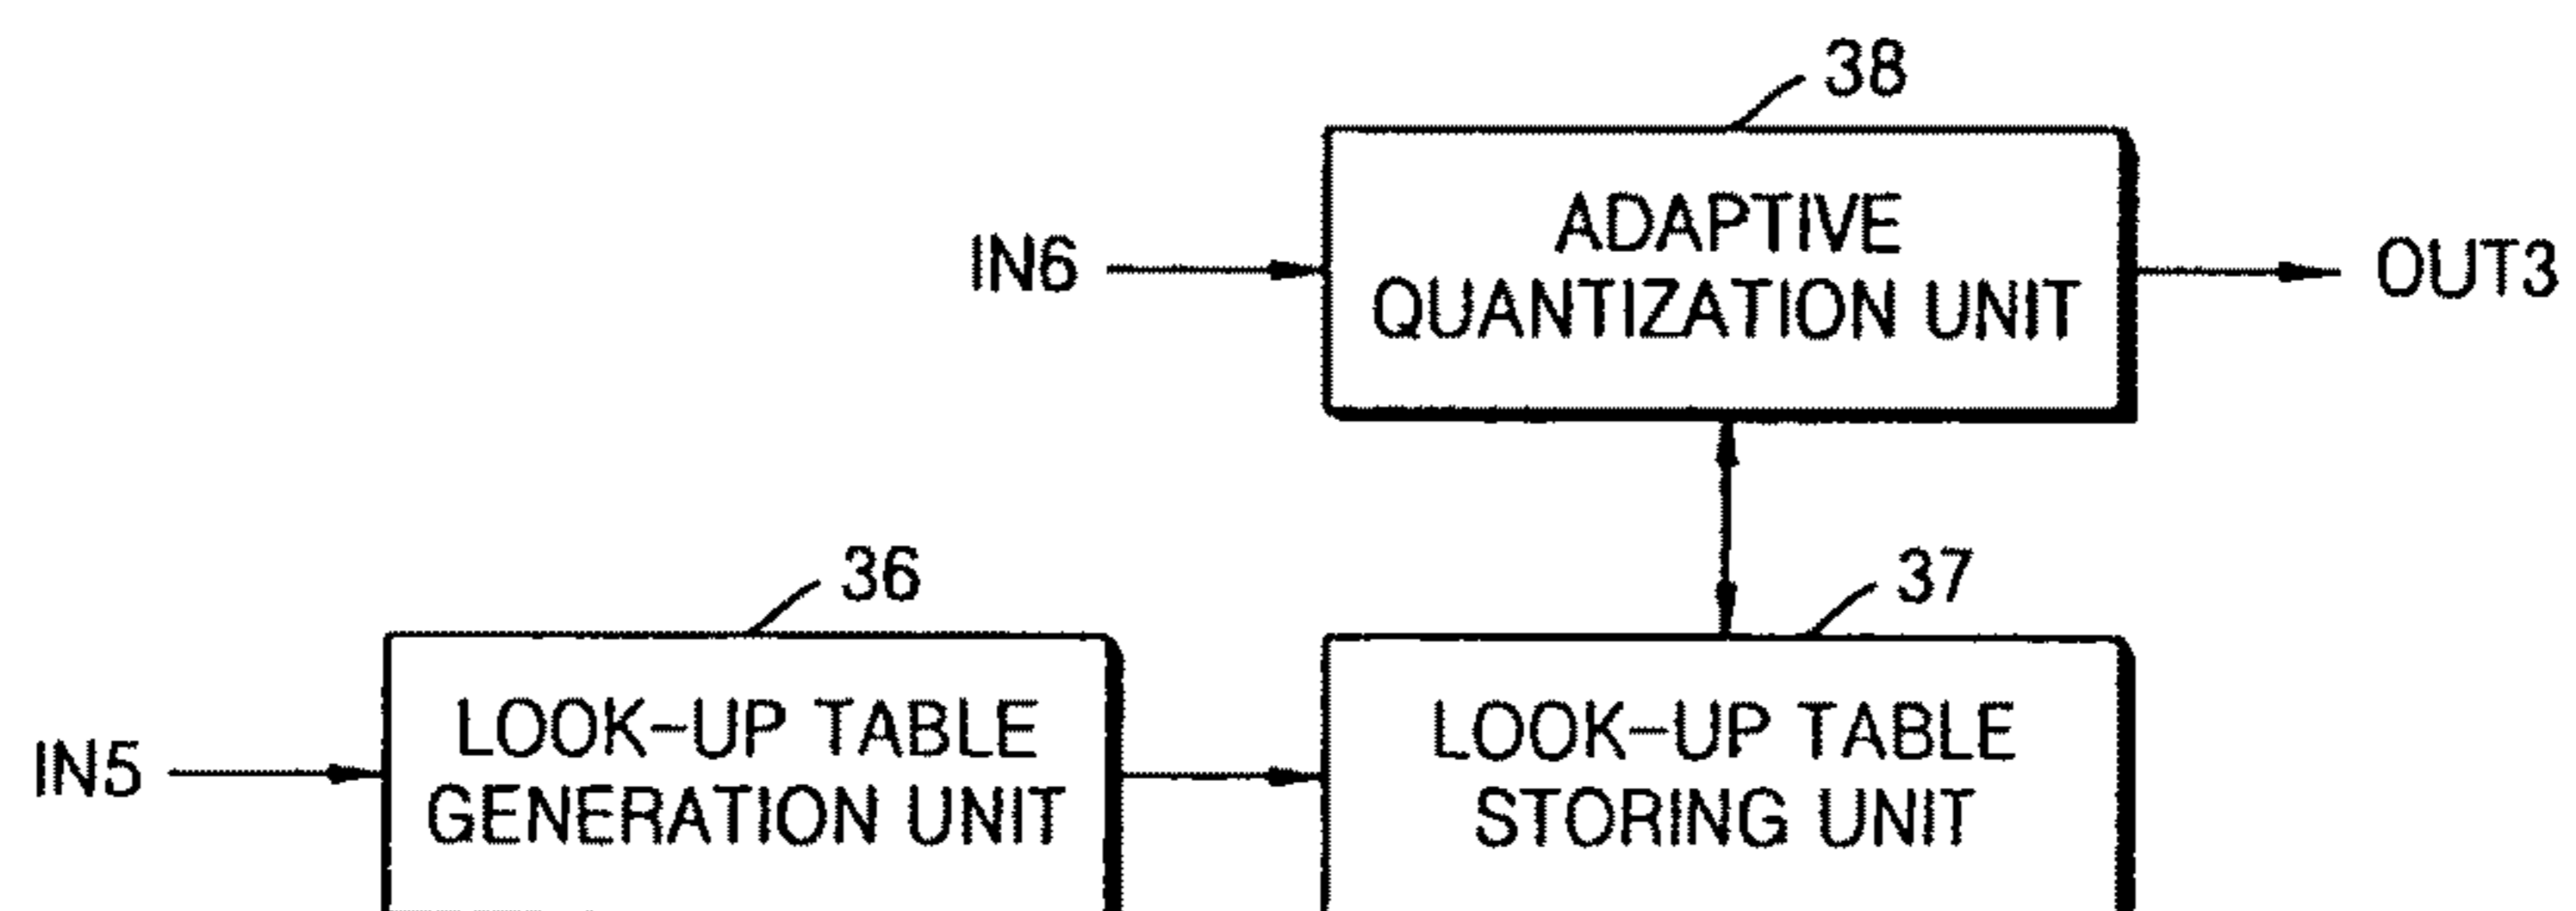 38
ADAPTIVE
QUANTIZATION UNIT
IN6
OUT3
36
37
IN5
LOOK-UP TABLE
GENERATION UNIT
LOOK-UP TABLE
STORING UNIT